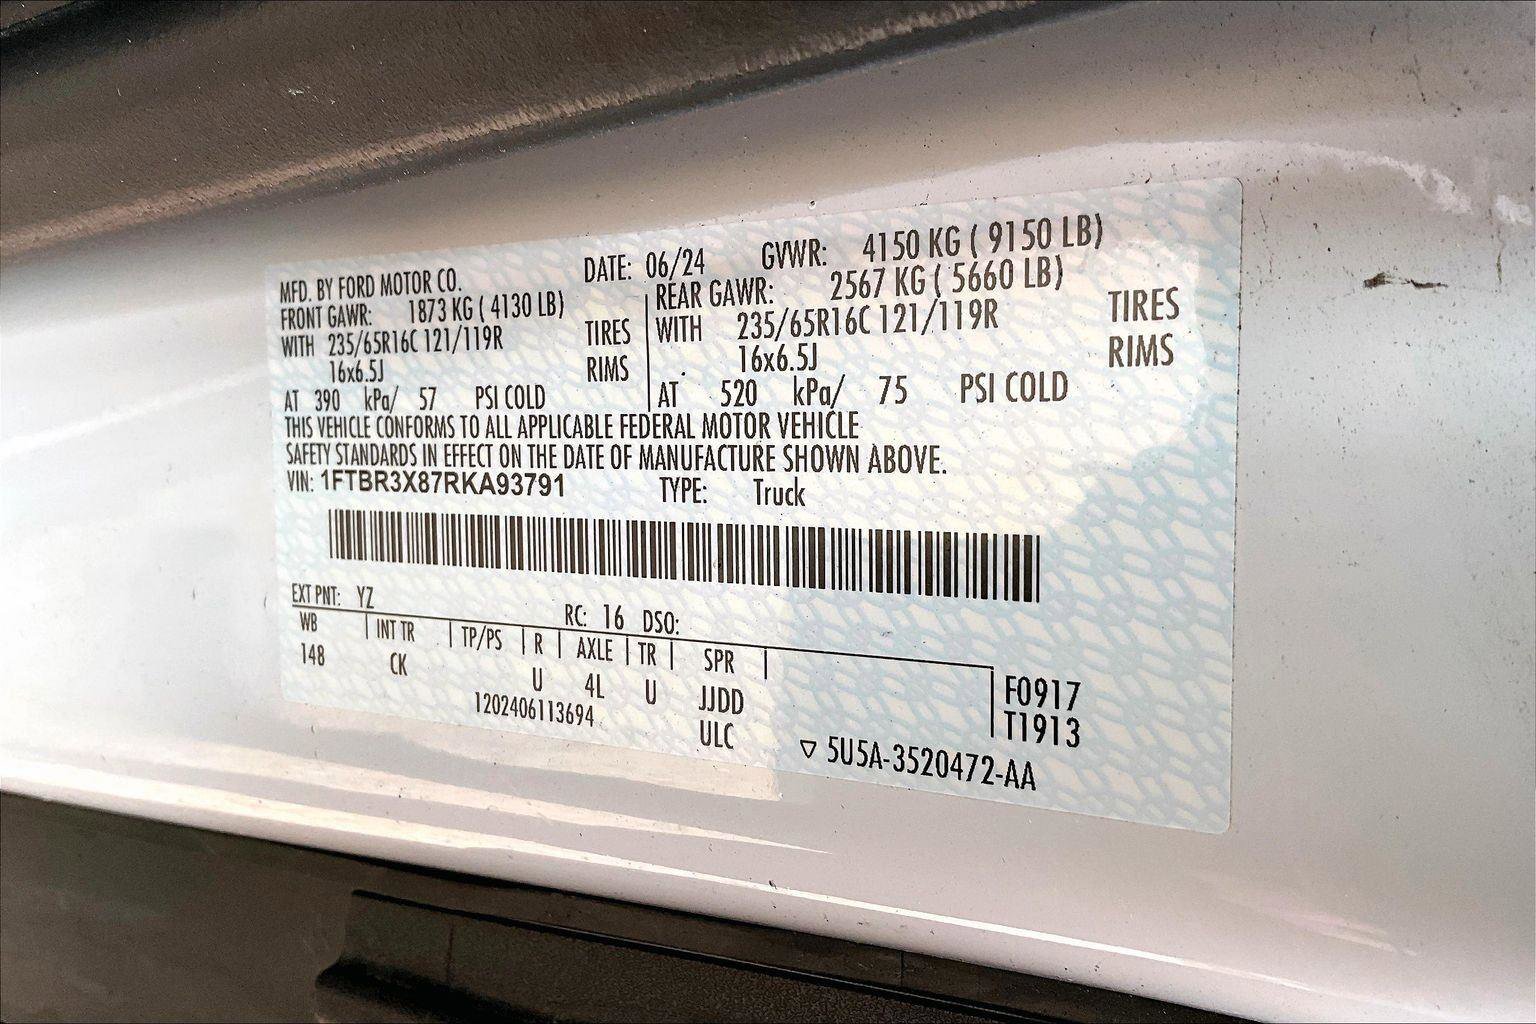 MFD. BY FORD MOTOR CO. DATE: 06/24 GVWR: 4150 KG ( 9150 LB)
FRONT GAWR: 1873 KG ( 4130 LB) REAR GAWR: 2567 KG ( 5660 LB)
WITH 235/65R16C 121/119R TIRES WITH 235/65R16C 121/119R TIRES
16x6.5J RIMS 16x6.5J RIMS
AT 390 kPa/ 57 PSI COLD AT 520 kPa/ 75 PSI COLD
THIS VEHICLE CONFORMS TO ALL APPLICABLE FEDERAL MOTOR VEHICLE
SAFETY STANDARDS IN EFFECT ON THE DATE OF MANUFACTURE SHOWN ABOVE.
VIN: 1FTBR3X87RKA93791 TYPE: Truck
EXT PNT: YZ RC: 16 DSO:
WB INT TR TP/PS R AXLE TR SPR
148 CK U 4L U JJDD F0917
1202406113694 ULC T1913
▽ 5U5A-3520472-AA